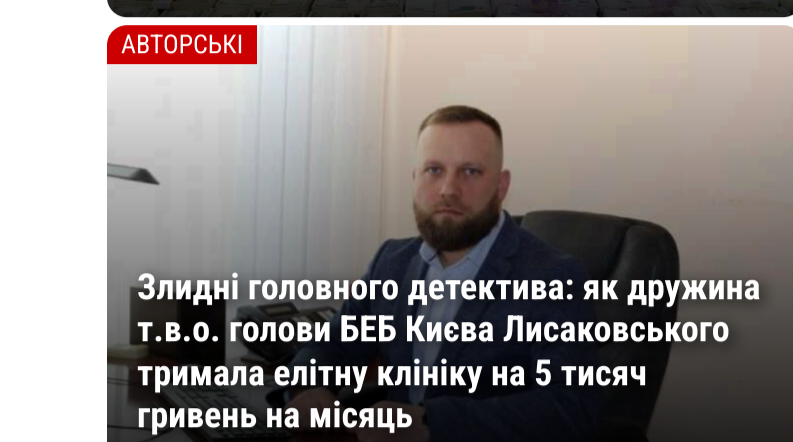 АВТОРСЬКІ
Злидні головного детектива: як дружина
т.в.о. голови БЕБ Києва Лисаковського
тримала елітну клініку на 5 тисяч
гривень на місяць